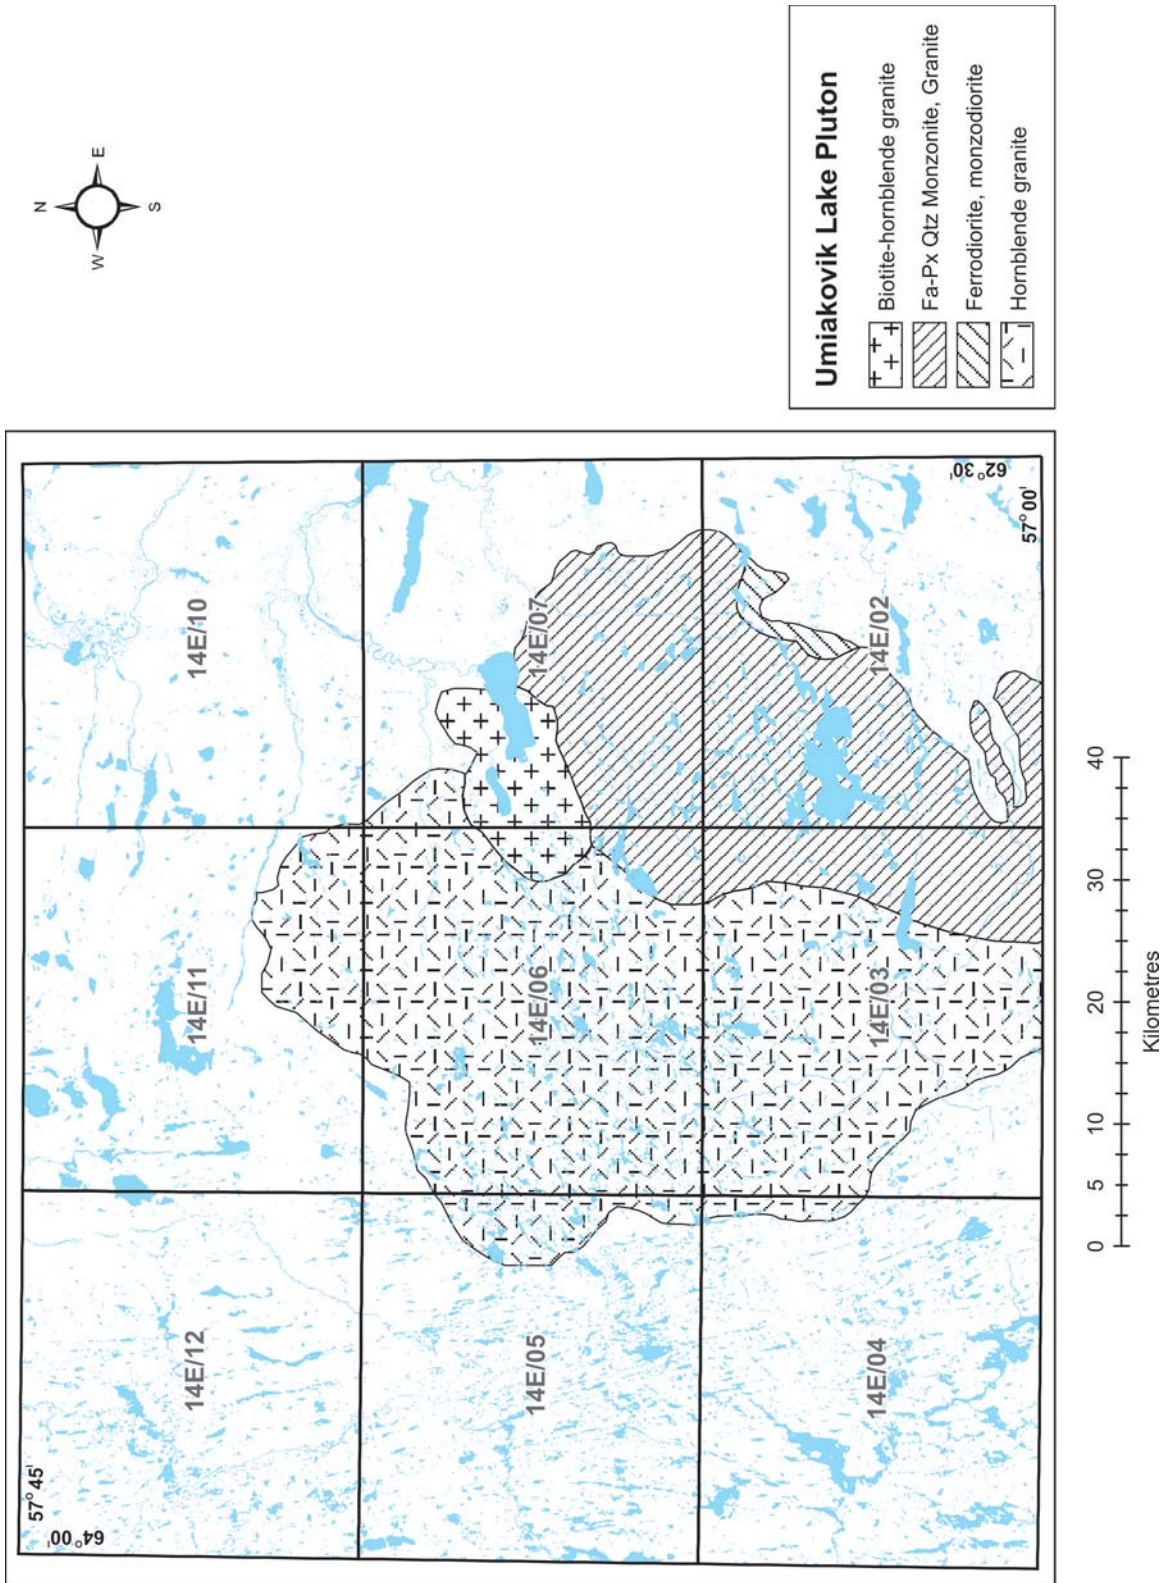 N
W
E
S
Umiakovik Lake Pluton
Biotite-hornblende granite
Fa-Px Qtz Monzonite, Granite
Ferrodiorite, monzodiorite
Hornblende granite
57° 45'
64° 00'
14E/12
14E/11
14E/10
14E/05
14E/06
14E/07
14E/04
14E/03
14E/02
62° 30'
57° 00'
0 5 10 20 30 40
Kilometres